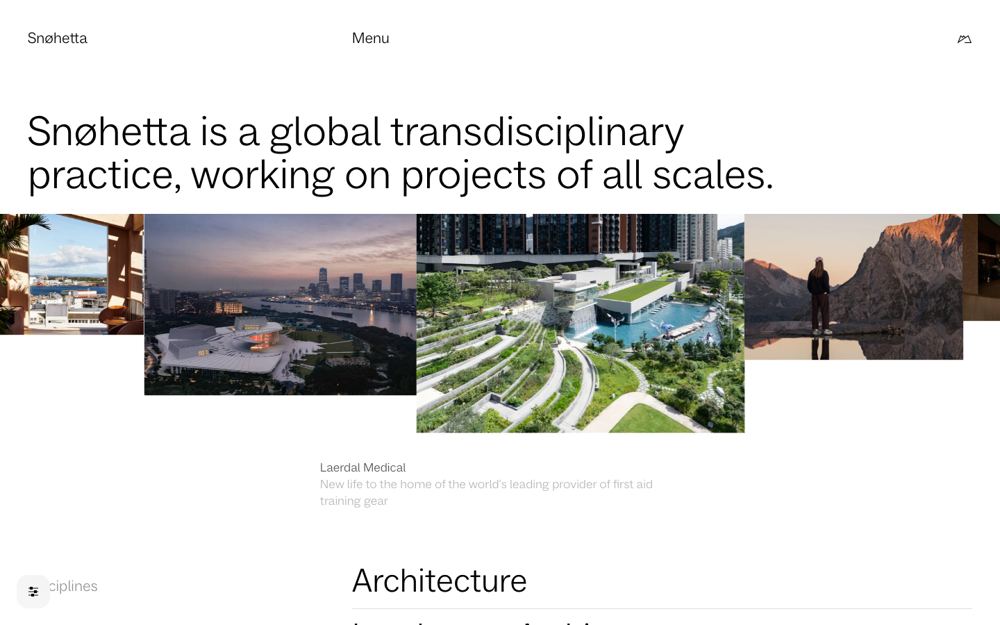 Snøhetta
Menu
Snøhetta is a global transdisciplinary
practice, working on projects of all scales.
Laerdal Medical
New life to the home of the world's leading provider of first aid
training gear
ciplines
Architecture